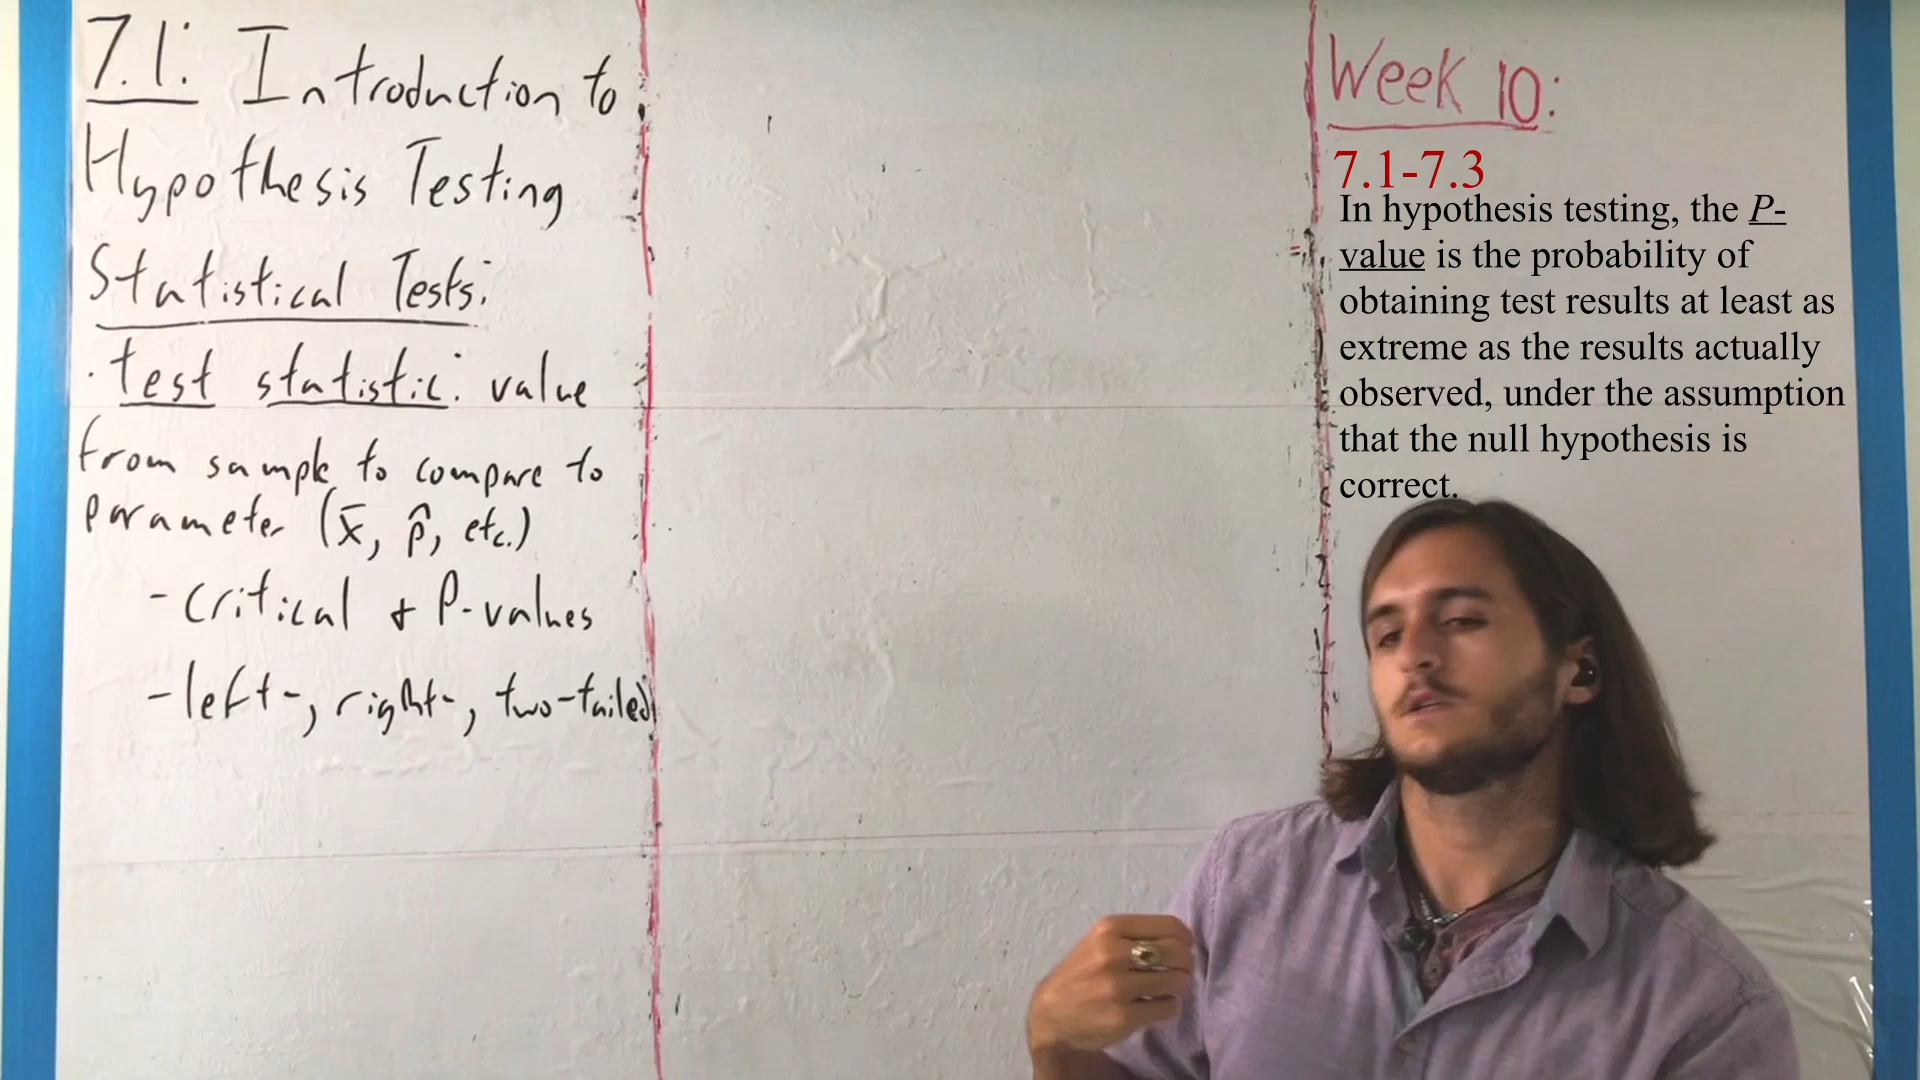 7.1: Introduction to
Hypothesis Testing
Statistical Tests:
· test statistic: value
from sample to compare to
parameter (x̄, p̂, etc.)
- critical + P-values
- left-, right-, two-tailed
Week 10:
7.1-7.3
In hypothesis testing, the P-
value is the probability of
obtaining test results at least as
extreme as the results actually
observed, under the assumption
that the null hypothesis is
correct.